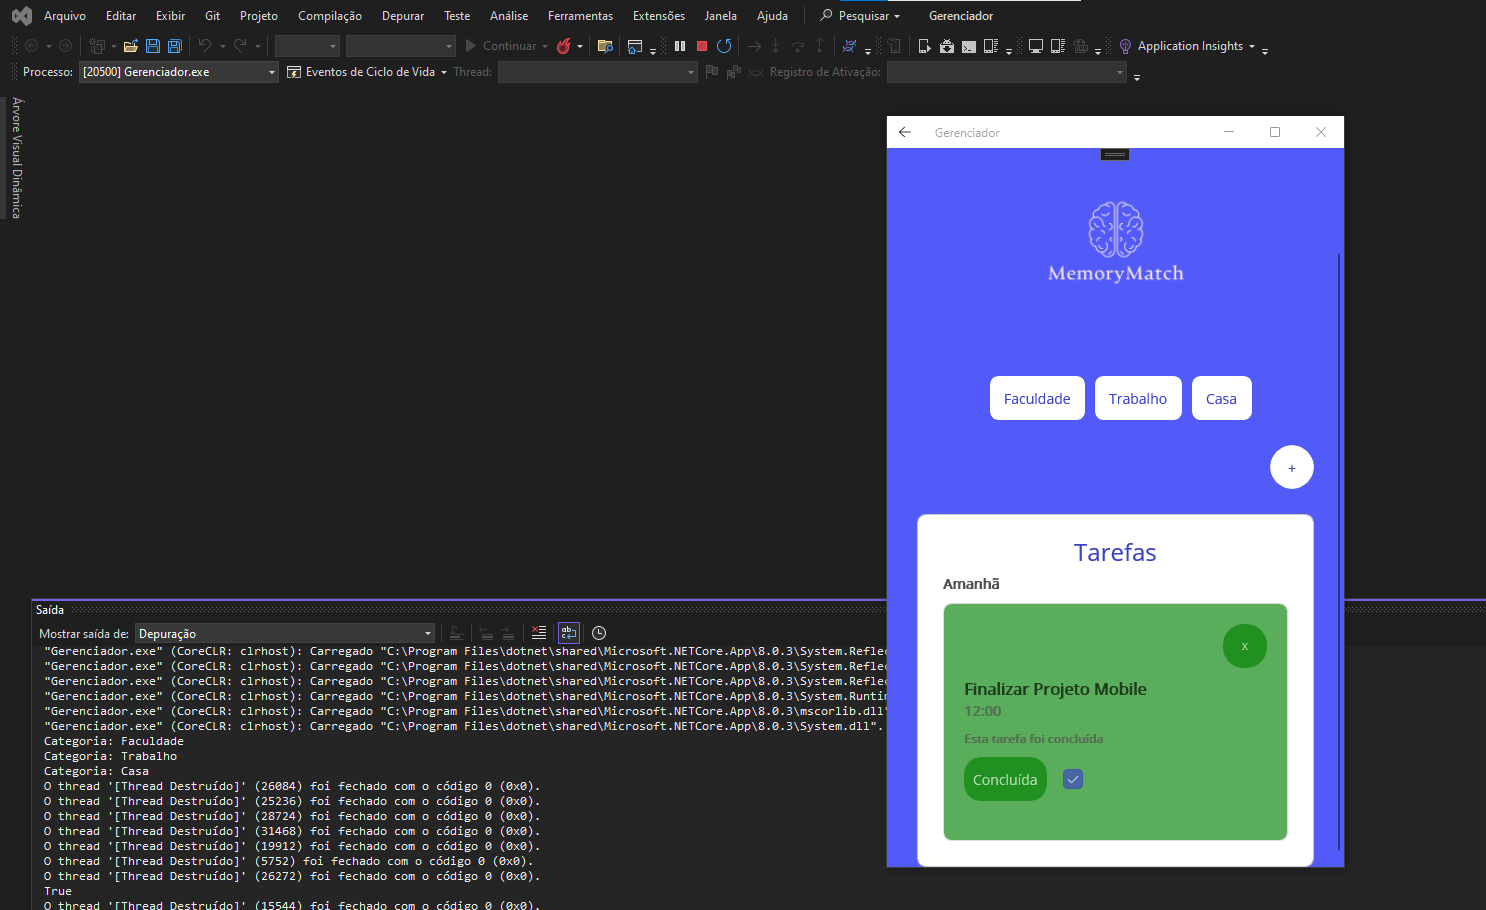 Arquivo Editar Exibir Git Projeto Compilação Depurar Teste Análise Ferramentas Extensões Janela Ajuda Pesquisar Gerenciador
Continuar Application Insights
Processo: [20500] Gerenciador.exe Eventos de Ciclo de Vida Thread: Registro de Ativação:
Árvore Visual Dinâmica
Gerenciador
MemoryMatch
Faculdade Trabalho Casa
+
Tarefas
Amanhã
x
Finalizar Projeto Mobile
12:00
Esta tarefa foi concluída
Concluída
Saída
Mostrar saída de: Depuração
"Gerenciador.exe" (CoreCLR: clrhost): Carregado "C:\Program Files\dotnet\shared\Microsoft.NETCore.App\8.0.3\System.Reflec
"Gerenciador.exe" (CoreCLR: clrhost): Carregado "C:\Program Files\dotnet\shared\Microsoft.NETCore.App\8.0.3\System.Reflec
"Gerenciador.exe" (CoreCLR: clrhost): Carregado "C:\Program Files\dotnet\shared\Microsoft.NETCore.App\8.0.3\System.Reflec
"Gerenciador.exe" (CoreCLR: clrhost): Carregado "C:\Program Files\dotnet\shared\Microsoft.NETCore.App\8.0.3\System.Runtim
"Gerenciador.exe" (CoreCLR: clrhost): Carregado "C:\Program Files\dotnet\shared\Microsoft.NETCore.App\8.0.3\mscorlib.dll"
"Gerenciador.exe" (CoreCLR: clrhost): Carregado "C:\Program Files\dotnet\shared\Microsoft.NETCore.App\8.0.3\System.dll".
Categoria: Faculdade
Categoria: Trabalho
Categoria: Casa
O thread '[Thread Destruído]' (26084) foi fechado com o código 0 (0x0).
O thread '[Thread Destruído]' (25236) foi fechado com o código 0 (0x0).
O thread '[Thread Destruído]' (28724) foi fechado com o código 0 (0x0).
O thread '[Thread Destruído]' (31468) foi fechado com o código 0 (0x0).
O thread '[Thread Destruído]' (19912) foi fechado com o código 0 (0x0).
O thread '[Thread Destruído]' (5752) foi fechado com o código 0 (0x0).
O thread '[Thread Destruído]' (26272) foi fechado com o código 0 (0x0).
True
O thread '[Thread Destruído]' (15544) foi fechado com o código 0 (0x0).